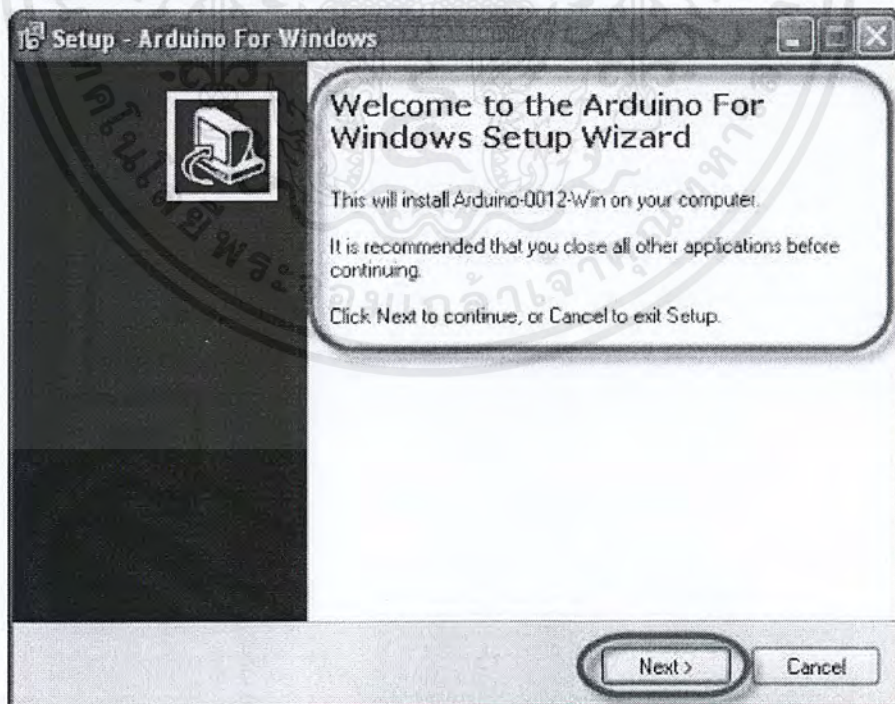 Setup - Arduino For Windows
Welcome to the Arduino For
Windows Setup Wizard
This will install Arduino-0012-Win on your computer.
It is recommended that you close all other applications before
continuing.
Click Next to continue, or Cancel to exit Setup.
Next >
Cancel